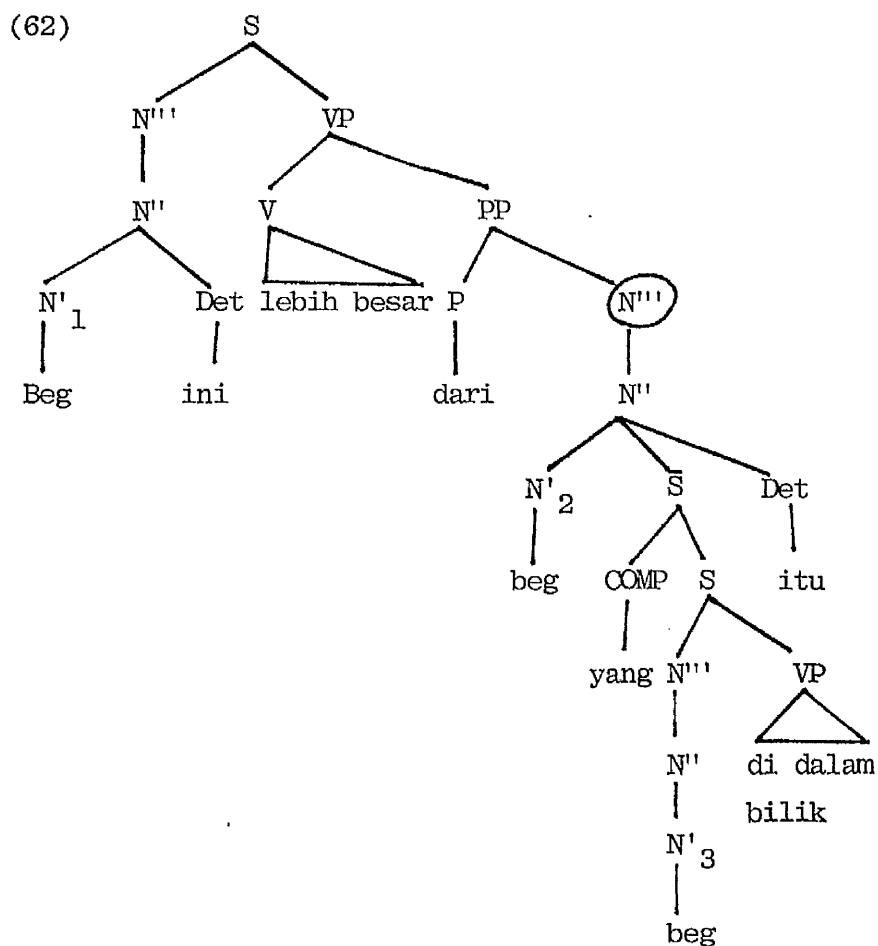 (62)
S
N''' VP
N'' V PP
N'1 Det lebih besar P N'''
Beg ini dari N''
N'2 S̄ Det
beg COMP S itu
yang N''' VP
N'' di dalam
bilik
N'3
beg